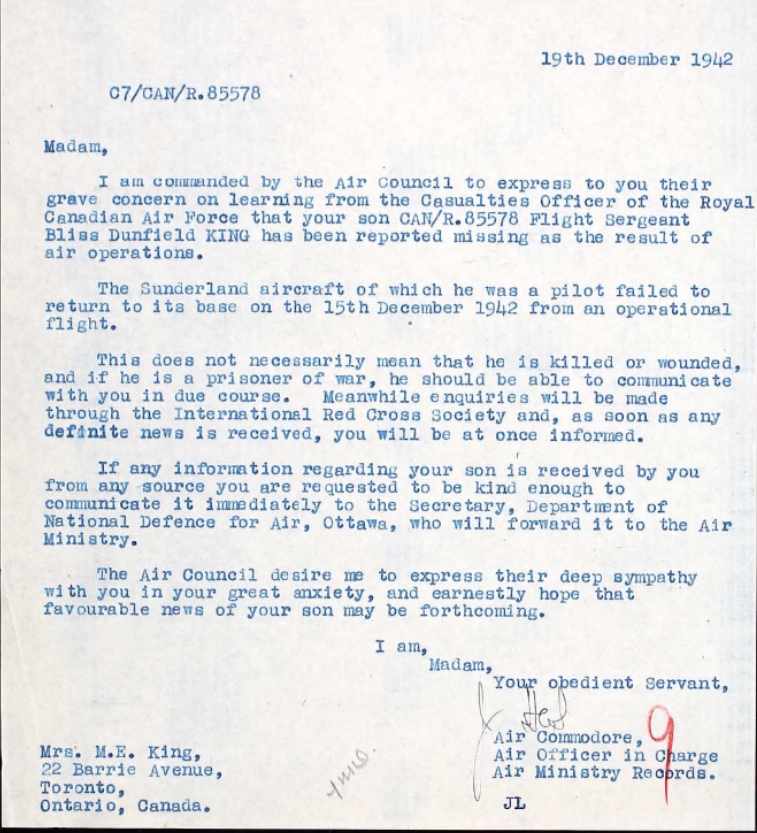 19th December 1942
C7/CAN/R.85578
Madam,
I am commanded by the Air Council to express to you their
grave concern on learning from the Casualties Officer of the Royal
Canadian Air Force that your son CAN/R.85578 Flight Sergeant
Bliss Dunfield KING has been reported missing as the result of
air operations.
The Sunderland aircraft of which he was a pilot failed to
return to its base on the 15th December 1942 from an operational
flight.
This does not necessarily mean that he is killed or wounded,
and if he is a prisoner of war, he should be able to communicate
with you in due course. Meanwhile enquiries will be made
through the International Red Cross Society and, as soon as any
definite news is received, you will be at once informed.
If any information regarding your son is received by you
from any source you are requested to be kind enough to
communicate it immediately to the Secretary, Department of
National Defence for Air, Ottawa, who will forward it to the Air
Ministry.
The Air Council desire me to express their deep sympathy
with you in your great anxiety, and earnestly hope that
favourable news of your son may be forthcoming.
I am,
Madam,
Your obedient Servant,
Air Commodore,
Air Officer in Charge
Air Ministry Records.
9
JL
Mrs. M.E. King,
22 Barrie Avenue,
Toronto,
Ontario, Canada.